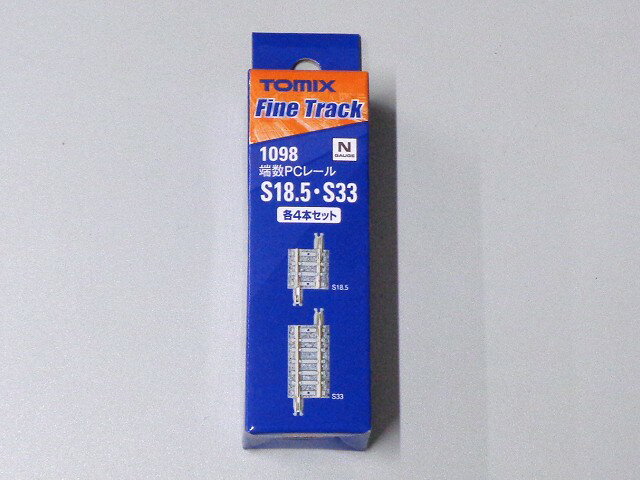 TOMIX
Fine Track
1098
N
GAUGE
端数PCレール
S18.5・S33
各4本セット
S18.5
S33